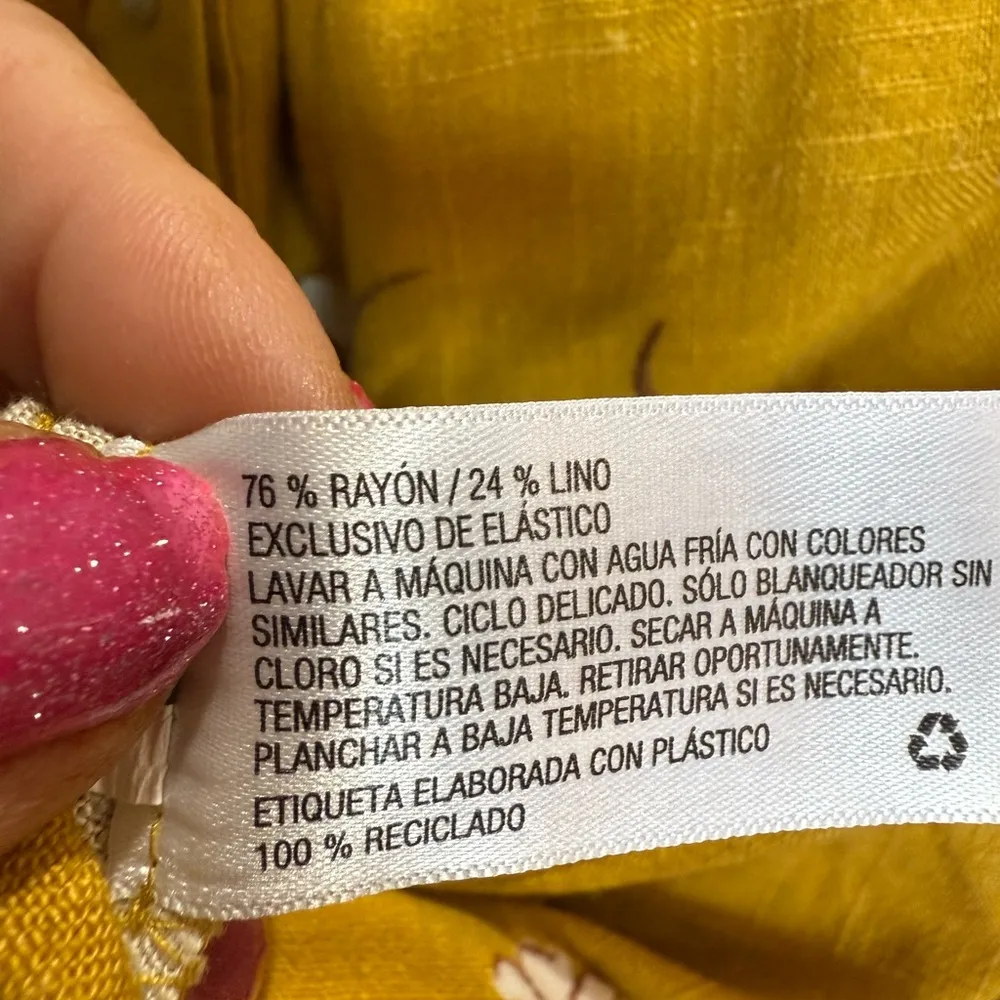 76 % RAYÓN / 24 % LINO
EXCLUSIVO DE ELÁSTICO
LAVAR A MÁQUINA CON AGUA FRÍA CON COLORES
SIMILARES. CICLO DELICADO. SÓLO BLANQUEADOR SIN
CLORO SI ES NECESARIO. SECAR A MÁQUINA A
TEMPERATURA BAJA. RETIRAR OPORTUNAMENTE.
PLANCHAR A BAJA TEMPERATURA SI ES NECESARIO.
ETIQUETA ELABORADA CON PLÁSTICO
100 % RECICLADO